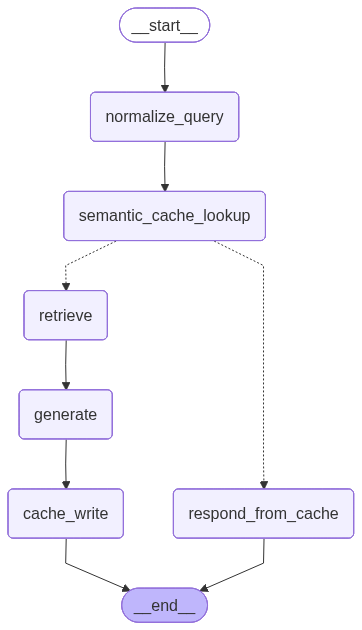 __start__
normalize_query
semantic_cache_lookup
retrieve
generate
cache_write
respond_from_cache
__end__